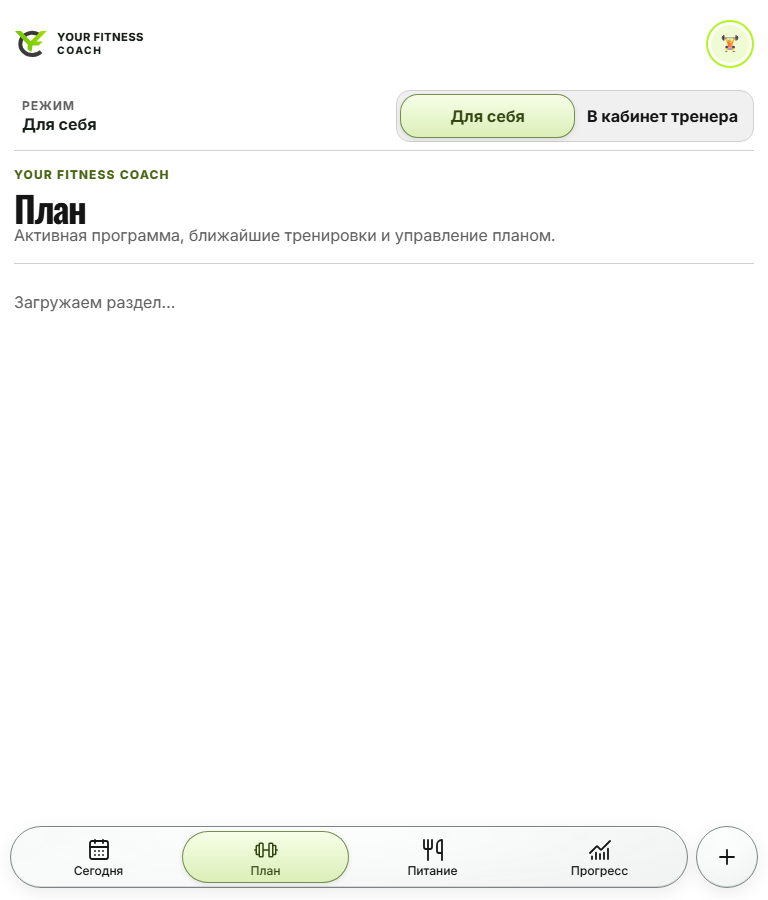 YOUR FITNESS
COACH
РЕЖИМ
Для себя
Для себя
В кабинет тренера
YOUR FITNESS COACH
План
Активная программа, ближайшие тренировки и управление планом.
Загружаем раздел...
Сегодня
План
Питание
Прогресс